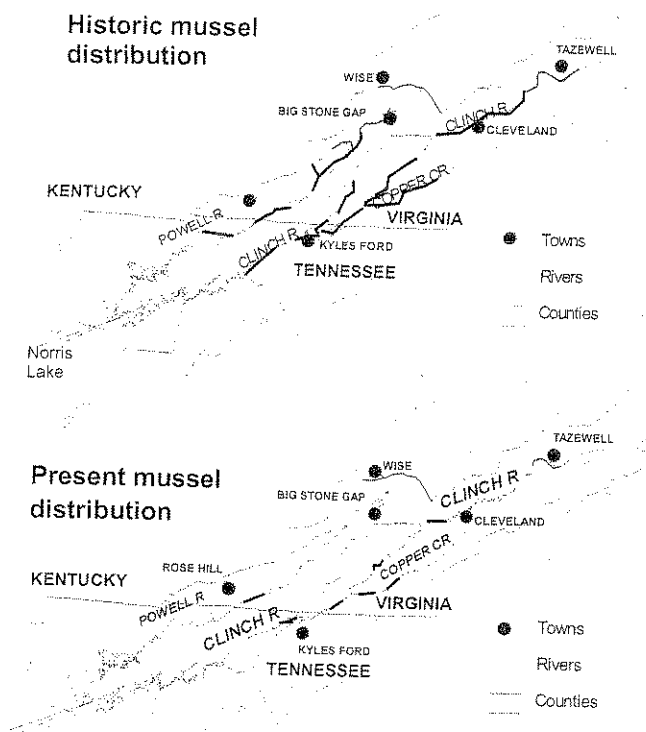 Historic mussel
distribution
TAZEWELL
WISE
BIG STONE GAP
CLINCH R
CLEVELAND
KENTUCKY
COPPER CR
POWELL R
VIRGINIA
CLINCH R
KYLES FORD
TENNESSEE
Towns
Rivers
Counties
Norris
Lake
Present mussel
distribution
TAZEWELL
WISE
CLINCH R
BIG STONE GAP
CLEVELAND
ROSE HILL
COPPER CR
KENTUCKY
POWELL R
VIRGINIA
CLINCH R
KYLES FORD
TENNESSEE
Towns
Rivers
Counties